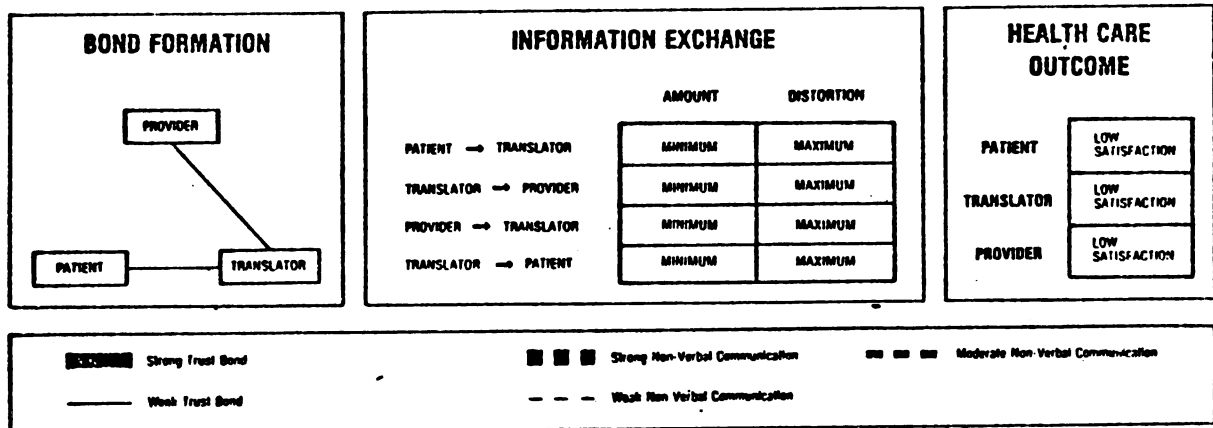 BOND FORMATION
PROVIDER
PATIENT
TRANSLATOR
INFORMATION EXCHANGE
AMOUNT DISTORTION
PATIENT → TRANSLATOR MINIMUM MAXIMUM
TRANSLATOR → PROVIDER MINIMUM MAXIMUM
PROVIDER → TRANSLATOR MINIMUM MAXIMUM
TRANSLATOR → PATIENT MINIMUM MAXIMUM
HEALTH CARE
OUTCOME
PATIENT LOW
SATISFACTION
TRANSLATOR LOW
SATISFACTION
PROVIDER LOW
SATISFACTION
Strong Trust Bond
Strong Non-Verbal Communication
Moderate Non-Verbal Communication
Weak Trust Bond
Weak Non Verbal Communication